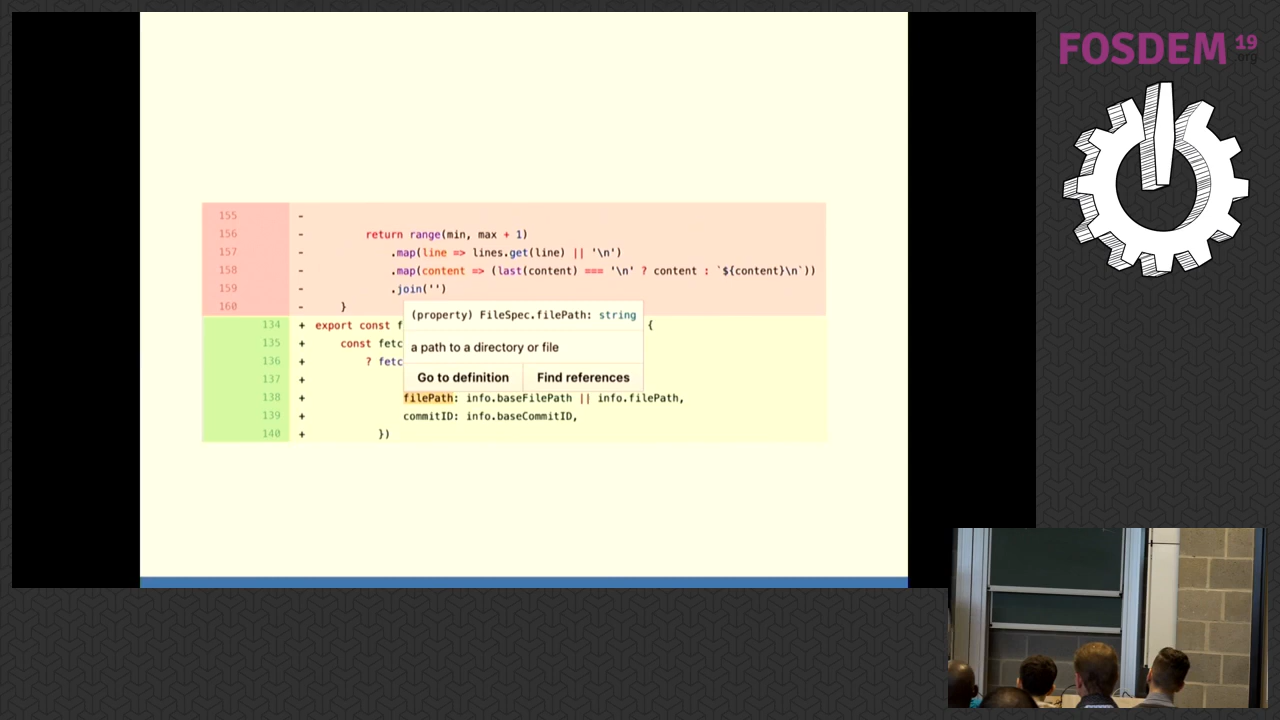 155 -
156 - return range(min, max + 1)
157 - .map(line => lines.get(line) || '\n')
158 - .map(content => (last(content) === '\n' ? content : `${content}\n`))
159 - .join('')
160 - }
134 + export const f {
135 + const fetc
136 + ? fetc
137 +
138 + filePath: info.baseFilePath || info.filePath,
139 + commitID: info.baseCommitID,
140 + })
(property) FileSpec.filePath: string
a path to a directory or file
Go to definition Find references
FOSDEM 19
.org